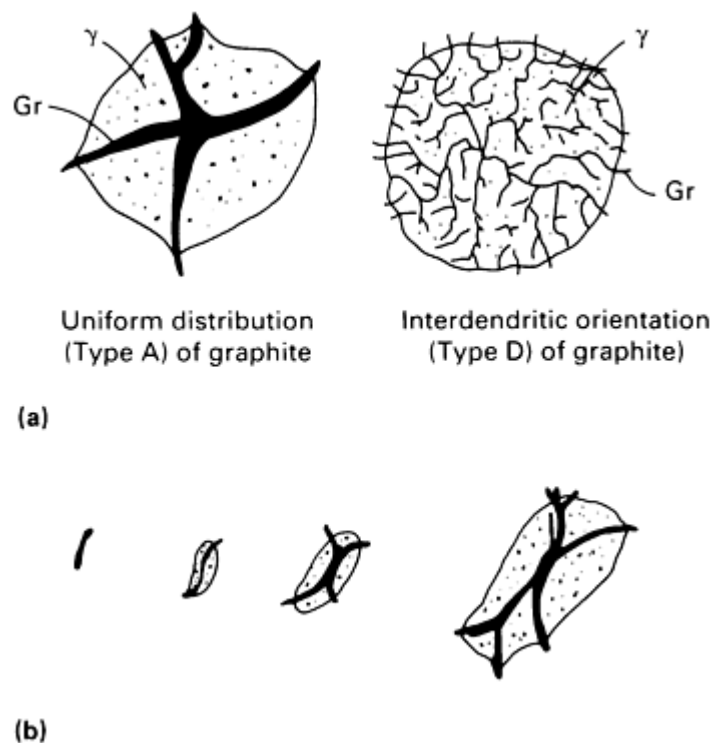 γ
γ
Gr
Gr
Uniform distribution
(Type A) of graphite
Interdendritic orientation
(Type D) of graphite)
(a)
(b)